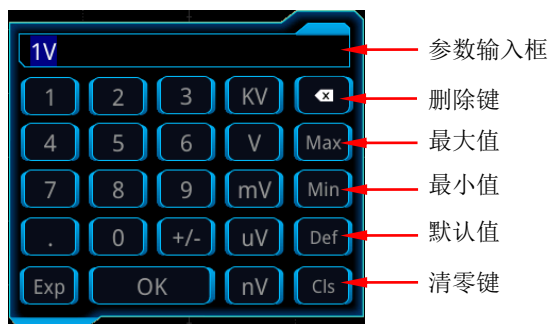 1V
参数输入框
1 2 3 KV
删除键
4 5 6 V Max
最大值
7 8 9 mV Min
最小值
. 0 +/- uV Def
默认值
Exp OK nV Cls
清零键